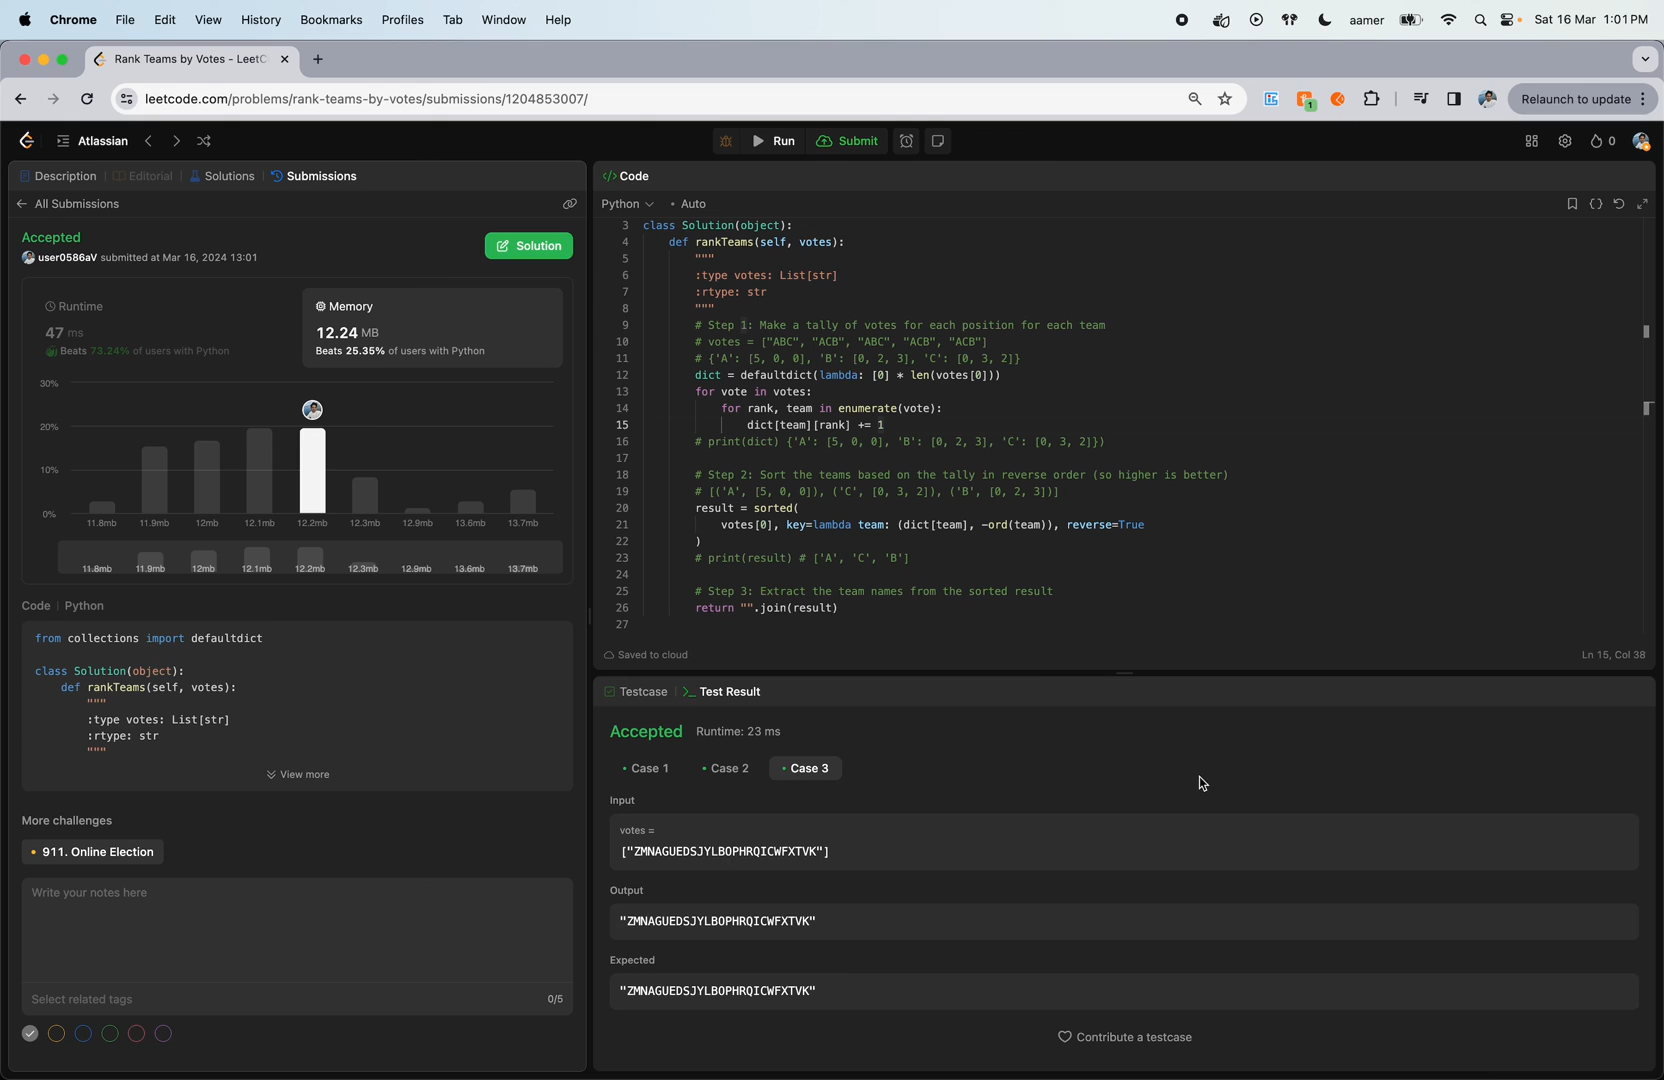 Chrome File Edit View History Bookmarks Profiles Tab Window Help aamer Sat 16 Mar 1:01 PM
Rank Teams by Votes - LeetC
leetcode.com/problems/rank-teams-by-votes/submissions/1204853007/ 1 Relaunch to update
Atlassian Run Submit 0
Description Editorial Solutions Submissions
All Submissions
Accepted
user0586aV submitted at Mar 16, 2024 13:01
Solution
Runtime
47 ms
Beats 73.24% of users with Python
Memory
12.24 MB
Beats 25.35% of users with Python
30%
20%
10%
0%
11.8mb 11.9mb 12mb 12.1mb 12.2mb 12.3mb 12.9mb 13.6mb 13.7mb
11.8mb 11.9mb 12mb 12.1mb 12.2mb 12.3mb 12.9mb 13.6mb 13.7mb
Code Python
from collections import defaultdict
class Solution(object):
def rankTeams(self, votes):
"""
:type votes: List[str]
:rtype: str
"""
View more
More challenges
911. Online Election
Write your notes here
Select related tags 0/5
</> Code
Python Auto
3 class Solution(object):
4 def rankTeams(self, votes):
5 """
6 :type votes: List[str]
7 :rtype: str
8 """
9 # Step 1: Make a tally of votes for each position for each team
10 # votes = ["ABC", "ACB", "ABC", "ACB", "ACB"]
11 # {'A': [5, 0, 0], 'B': [0, 2, 3], 'C': [0, 3, 2]}
12 dict = defaultdict(lambda: [0] * len(votes[0]))
13 for vote in votes:
14 for rank, team in enumerate(vote):
15 dict[team][rank] += 1
16 # print(dict) {'A': [5, 0, 0], 'B': [0, 2, 3], 'C': [0, 3, 2]})
17
18 # Step 2: Sort the teams based on the tally in reverse order (so higher is better)
19 # [('A', [5, 0, 0]), ('C', [0, 3, 2]), ('B', [0, 2, 3])]
20 result = sorted(
21 votes[0], key=lambda team: (dict[team], -ord(team)), reverse=True
22 )
23 # print(result) # ['A', 'C', 'B']
24
25 # Step 3: Extract the team names from the sorted result
26 return "".join(result)
27
Saved to cloud Ln 15, Col 38
Testcase >_ Test Result
Accepted Runtime: 23 ms
Case 1 Case 2 Case 3
Input
votes =
["ZMNAGUEDSJYLBOPHRQICWFXTVK"]
Output
"ZMNAGUEDSJYLBOPHRQICWFXTVK"
Expected
"ZMNAGUEDSJYLBOPHRQICWFXTVK"
Contribute a testcase